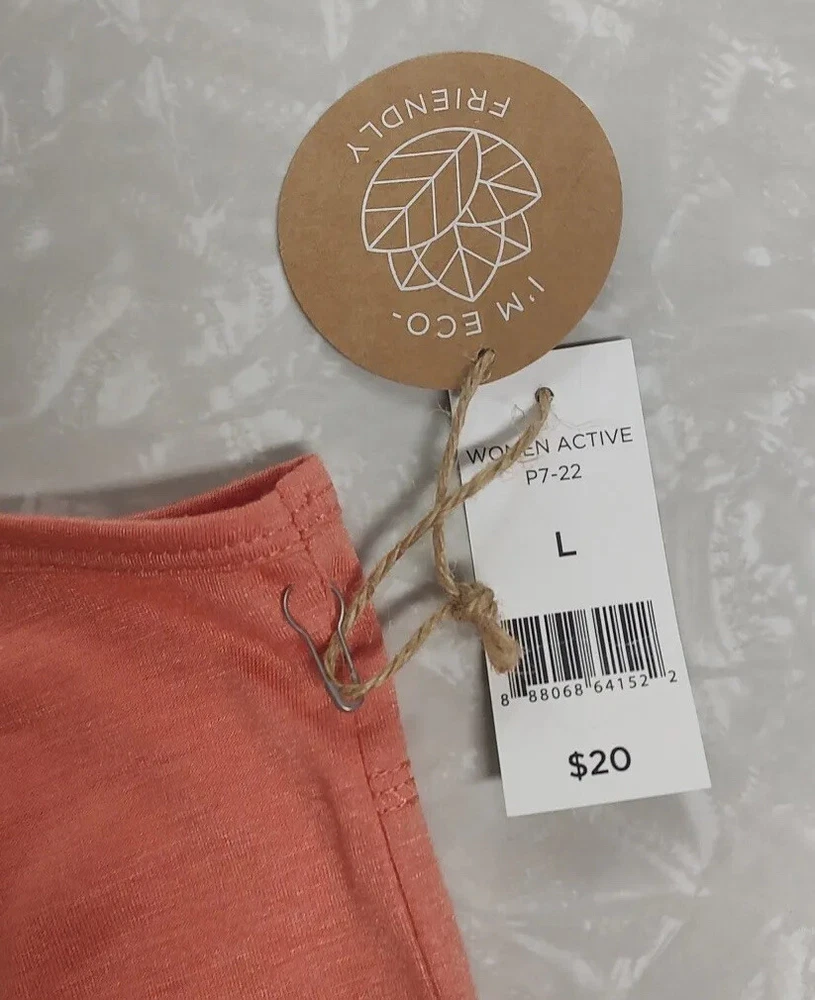 I'M ECO-
FRIENDLY
WOMEN ACTIVE
P7-22
L
8 88068 64152 2
$20